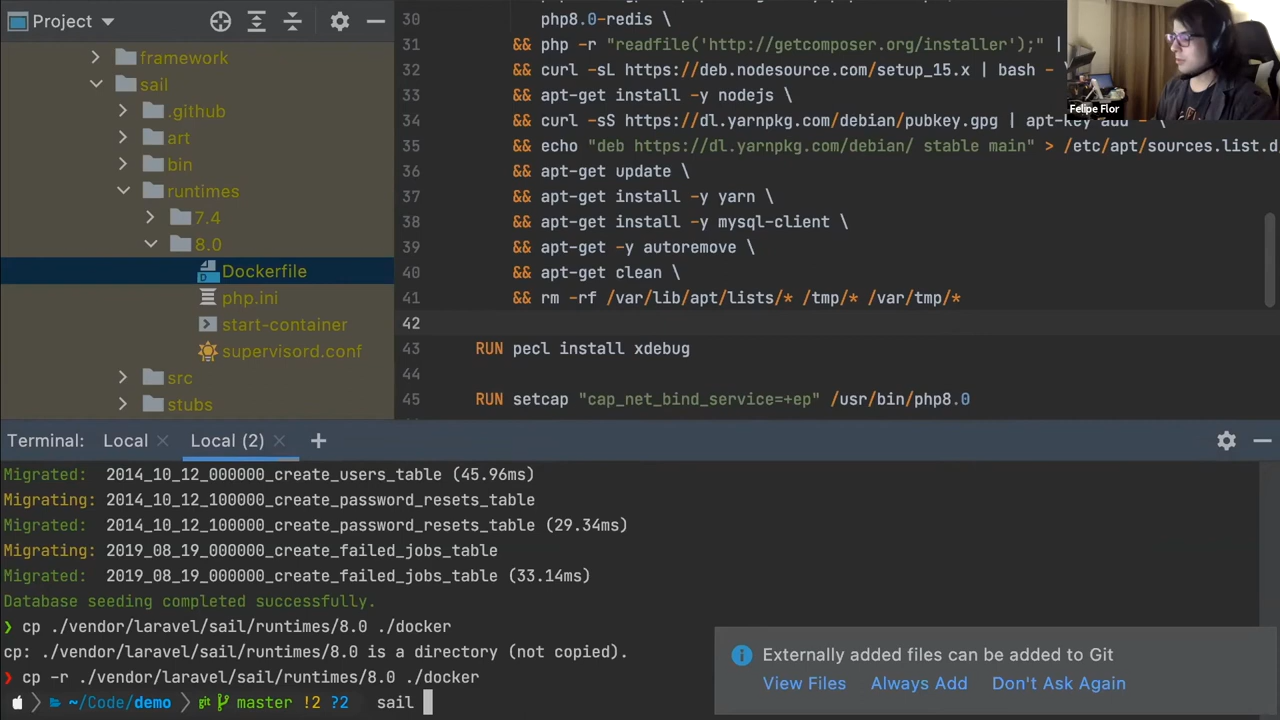 Project
framework
sail
.github
art
bin
runtimes
7.4
8.0
Dockerfile
php.ini
start-container
supervisord.conf
src
stubs
30 php8.0-redis \
31 && php -r "readfile('http://getcomposer.org/installer');" |
32 && curl -sL https://deb.nodesource.com/setup_15.x | bash -
33 && apt-get install -y nodejs \
34 && curl -sS https://dl.yarnpkg.com/debian/pubkey.gpg | apt-key add - \
35 && echo "deb https://dl.yarnpkg.com/debian/ stable main" > /etc/apt/sources.list.d
36 && apt-get update \
37 && apt-get install -y yarn \
38 && apt-get install -y mysql-client \
39 && apt-get -y autoremove \
40 && apt-get clean \
41 && rm -rf /var/lib/apt/lists/* /tmp/* /var/tmp/*
42
43 RUN pecl install xdebug
44
45 RUN setcap "cap_net_bind_service=+ep" /usr/bin/php8.0
Felipe Flor
Terminal: Local Local (2)
Migrated: 2014_10_12_000000_create_users_table (45.96ms)
Migrating: 2014_10_12_100000_create_password_resets_table
Migrated: 2014_10_12_100000_create_password_resets_table (29.34ms)
Migrating: 2019_08_19_000000_create_failed_jobs_table
Migrated: 2019_08_19_000000_create_failed_jobs_table (33.14ms)
Database seeding completed successfully.
❯ cp ./vendor/laravel/sail/runtimes/8.0 ./docker
cp: ./vendor/laravel/sail/runtimes/8.0 is a directory (not copied).
❯ cp -r ./vendor/laravel/sail/runtimes/8.0 ./docker
~/Code/demo git master !2 ?2 sail
Externally added files can be added to Git
View Files Always Add Don't Ask Again